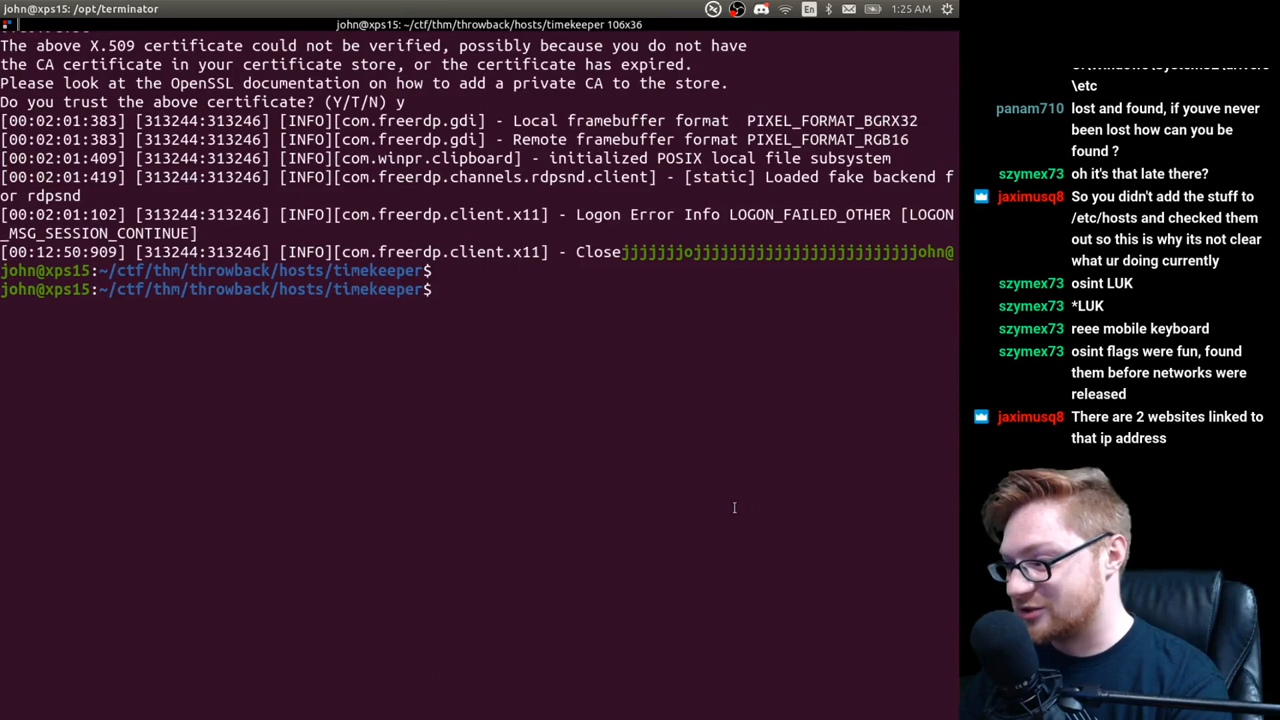 john@xps15: /opt/terminator
En
1:25 AM
john@xps15: ~/ctf/thm/throwback/hosts/timekeeper 106x36
The above X.509 certificate could not be verified, possibly because you do not have
the CA certificate in your certificate store, or the certificate has expired.
Please look at the OpenSSL documentation on how to add a private CA to the store.
Do you trust the above certificate? (Y/T/N) y
[00:02:01:383] [313244:313246] [INFO][com.freerdp.gdi] - Local framebuffer format  PIXEL_FORMAT_BGRX32
[00:02:01:383] [313244:313246] [INFO][com.freerdp.gdi] - Remote framebuffer format PIXEL_FORMAT_RGB16
[00:02:01:409] [313244:313246] [INFO][com.winpr.clipboard] - initialized POSIX local file subsystem
[00:02:01:419] [313244:313246] [INFO][com.freerdp.channels.rdpsnd.client] - [static] Loaded fake backend f
or rdpsnd
[00:02:01:102] [313244:313246] [INFO][com.freerdp.client.x11] - Logon Error Info LOGON_FAILED_OTHER [LOGON
_MSG_SESSION_CONTINUE]
[00:12:50:909] [313244:313246] [INFO][com.freerdp.client.x11] - Closejjjjjjjojjjjjjjjjjjjjjjjjjjjjjjjjohn@
john@xps15:~/ctf/thm/throwback/hosts/timekeeper$
john@xps15:~/ctf/thm/throwback/hosts/timekeeper$
\etc
panam710 lost and found, if youve never
been lost how can you be
found ?
szymex73 oh it's that late there?
jaximusq8 So you didn't add the stuff to
/etc/hosts and checked them
out so this is why its not clear
what ur doing currently
szymex73 osint LUK
szymex73 *LUK
szymex73 reee mobile keyboard
szymex73 osint flags were fun, found
them before networks were
released
jaximusq8 There are 2 websites linked to
that ip address